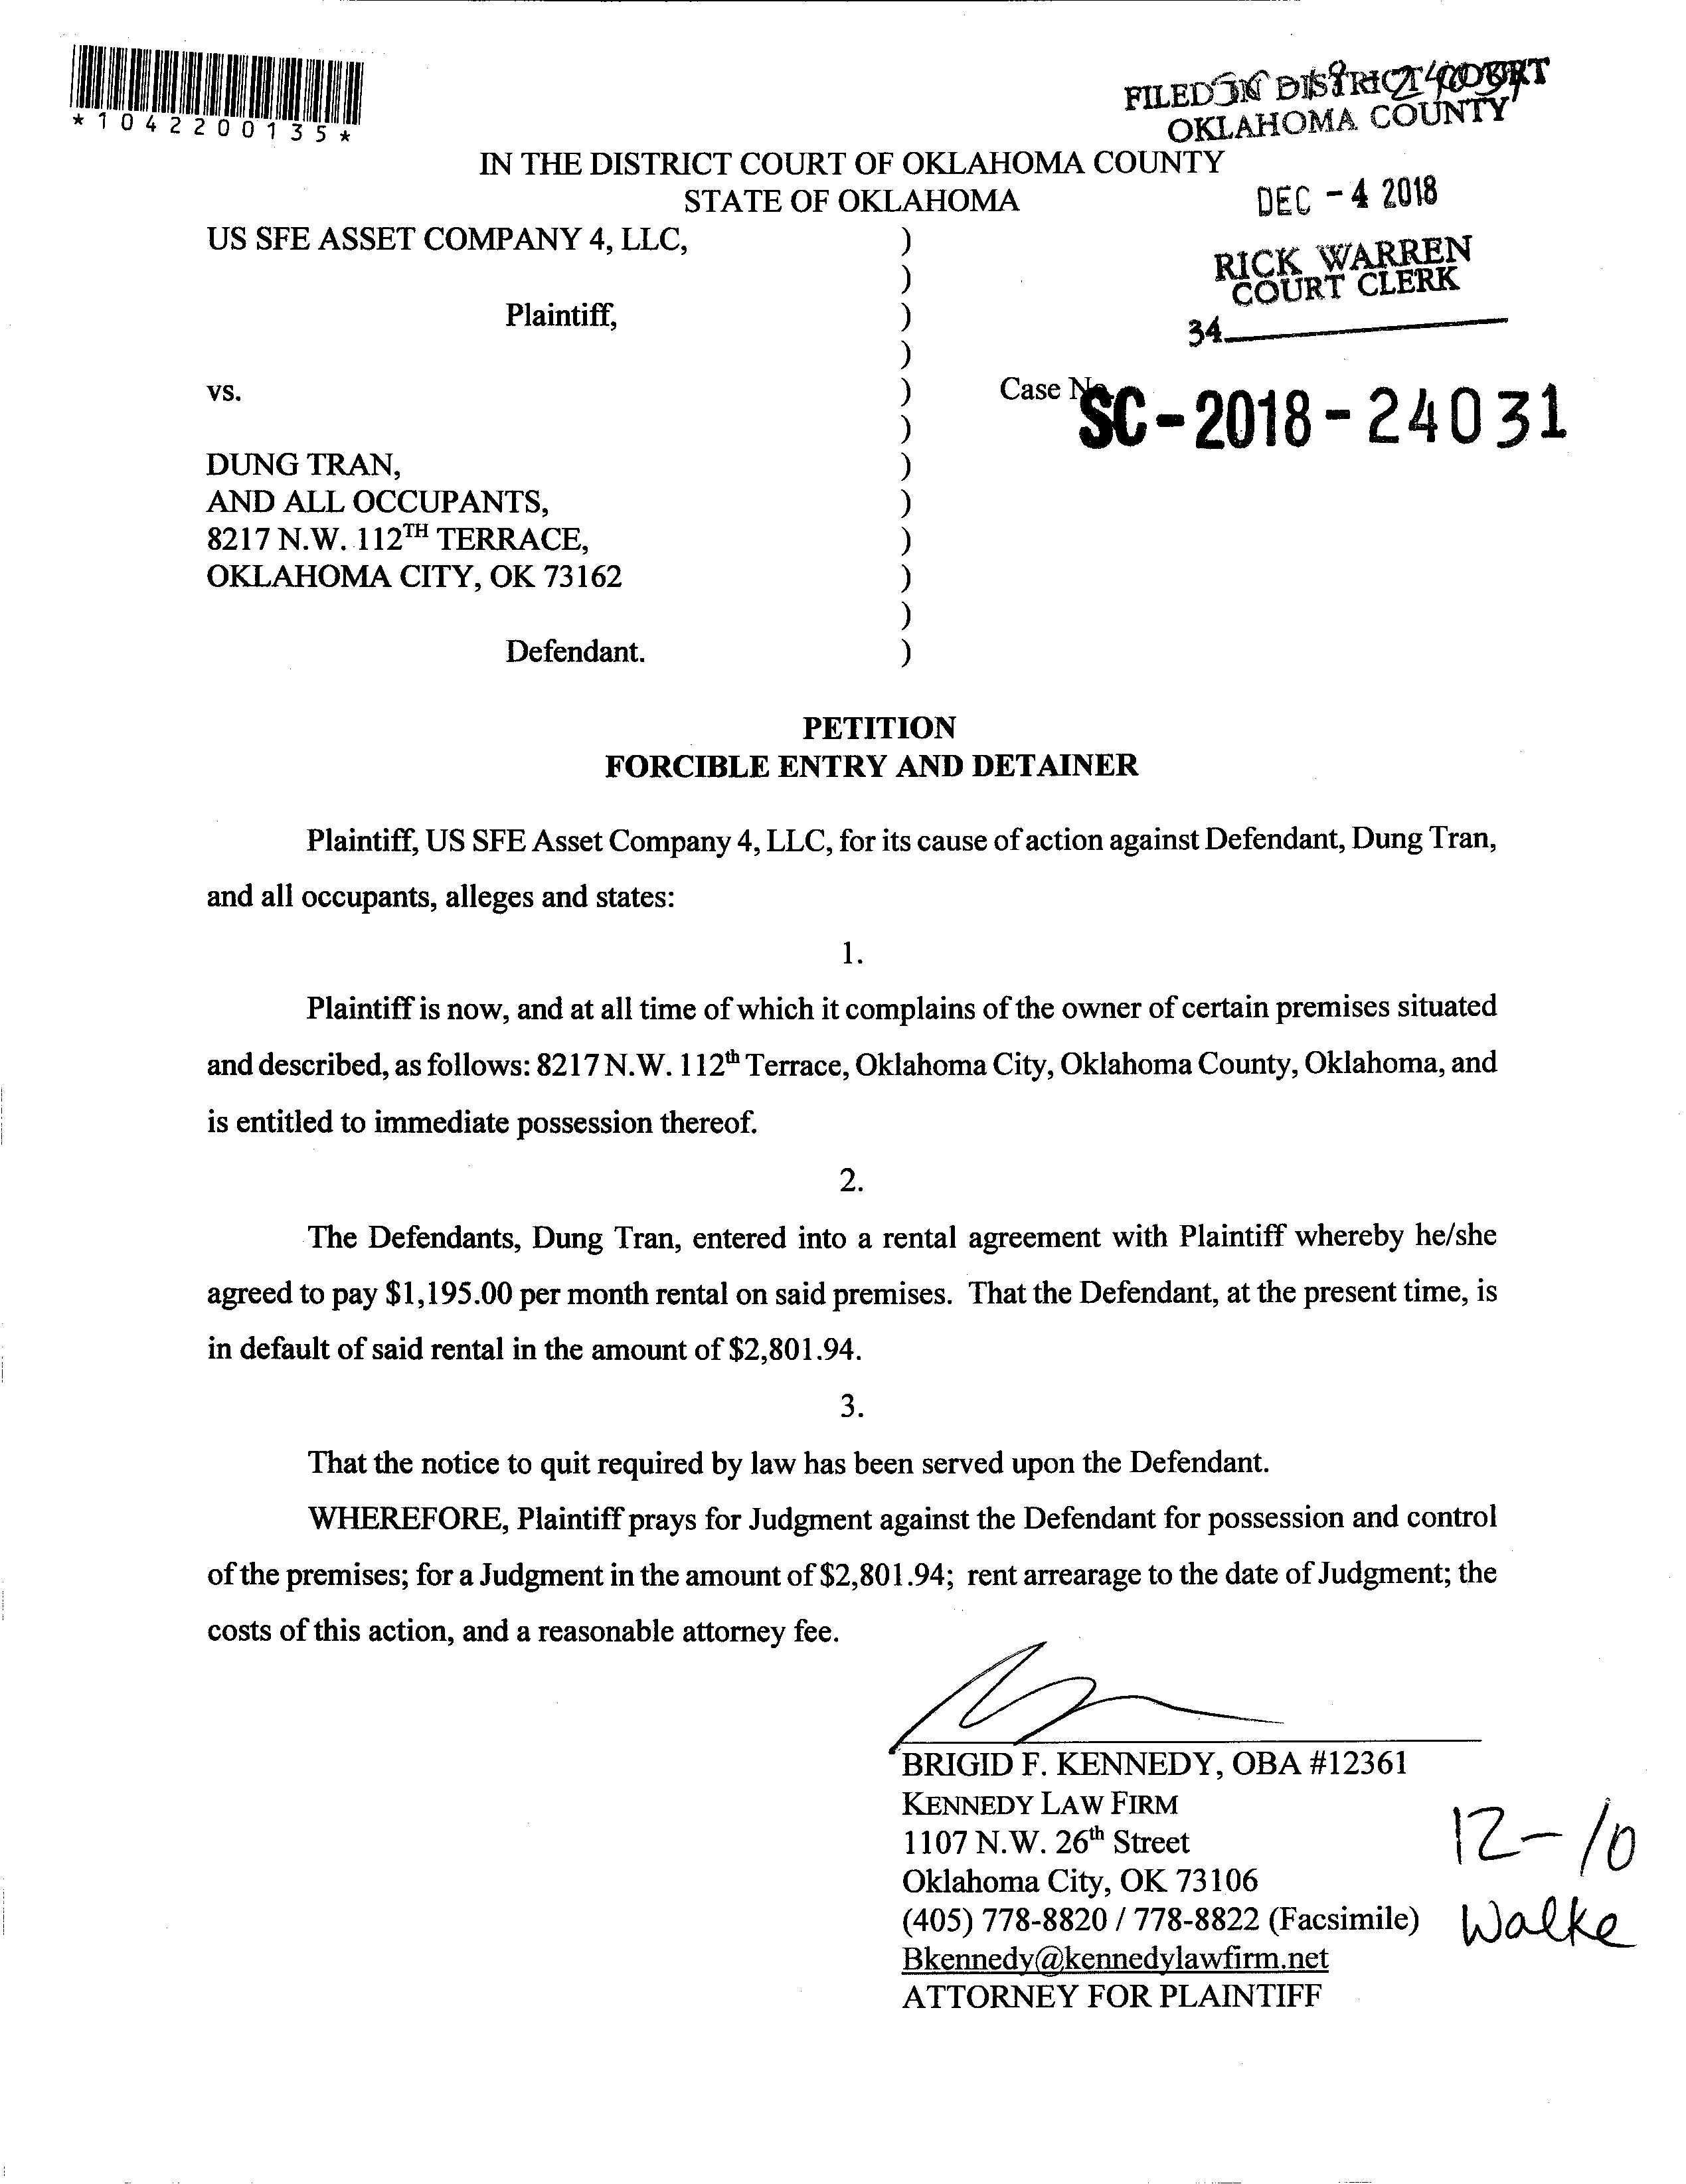 *1042200135*
FILED IN DISTRICT COURT
OKLAHOMA COUNTY
IN THE DISTRICT COURT OF OKLAHOMA COUNTY
STATE OF OKLAHOMA
DEC - 4 2018
RICK WARREN
COURT CLERK
34
US SFE ASSET COMPANY 4, LLC, )
)
Plaintiff, )
)
vs. ) Case No. SC-2018-24031
)
DUNG TRAN, )
AND ALL OCCUPANTS, )
8217 N.W. 112TH TERRACE, )
OKLAHOMA CITY, OK 73162 )
)
Defendant. )
PETITION
FORCIBLE ENTRY AND DETAINER
Plaintiff, US SFE Asset Company 4, LLC, for its cause of action against Defendant, Dung Tran,
and all occupants, alleges and states:
1.
Plaintiff is now, and at all time of which it complains of the owner of certain premises situated
and described, as follows: 8217 N.W. 112th Terrace, Oklahoma City, Oklahoma County, Oklahoma, and
is entitled to immediate possession thereof.
2.
The Defendants, Dung Tran, entered into a rental agreement with Plaintiff whereby he/she
agreed to pay $1,195.00 per month rental on said premises. That the Defendant, at the present time, is
in default of said rental in the amount of $2,801.94.
3.
That the notice to quit required by law has been served upon the Defendant.
WHEREFORE, Plaintiff prays for Judgment against the Defendant for possession and control
of the premises; for a Judgment in the amount of $2,801.94; rent arrearage to the date of Judgment; the
costs of this action, and a reasonable attorney fee.
BRIGID F. KENNEDY, OBA #12361
KENNEDY LAW FIRM
1107 N.W. 26th Street
Oklahoma City, OK 73106
(405) 778-8820 / 778-8822 (Facsimile)
Bkennedy@kennedylawfirm.net
ATTORNEY FOR PLAINTIFF
12-10
Walke